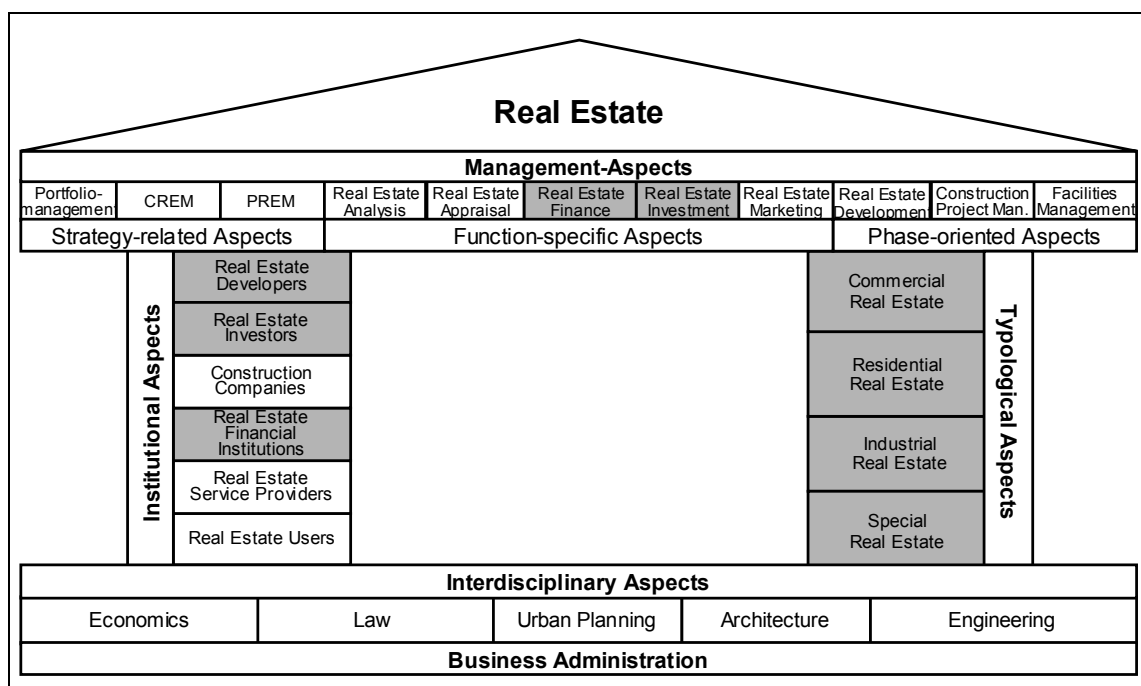 Real Estate
Management-Aspects
Portfolio-
management
CREM
PREM
Real Estate
Analysis
Real Estate
Appraisal
Real Estate
Finance
Real Estate
Investment
Real Estate
Marketing
Real Estate
Development
Construction
Project Man.
Facilities
Management
Strategy-related Aspects
Function-specific Aspects
Phase-oriented Aspects
Institutional Aspects
Real Estate
Developers
Real Estate
Investors
Construction
Companies
Real Estate
Financial
Institutions
Real Estate
Service Providers
Real Estate Users
Commercial
Real Estate
Residential
Real Estate
Industrial
Real Estate
Special
Real Estate
Typological Aspects
Interdisciplinary Aspects
Economics
Law
Urban Planning
Architecture
Engineering
Business Administration